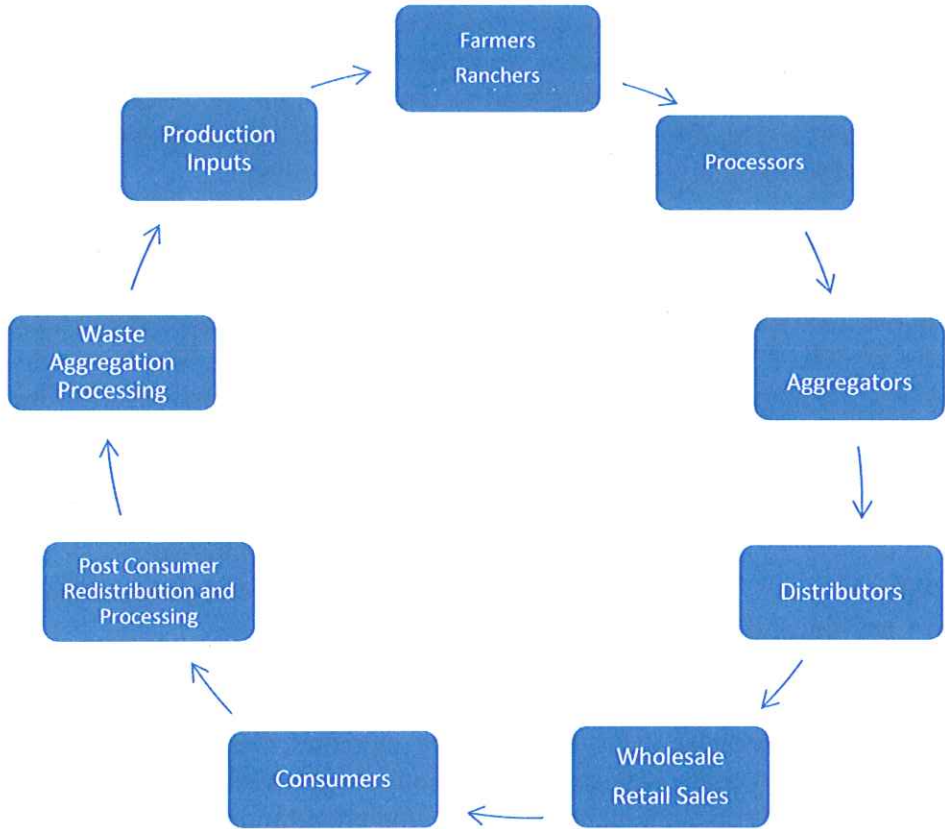 Farmers
Ranchers
Processors
Aggregators
Distributors
Wholesale
Retail Sales
Consumers
Post Consumer
Redistribution and
Processing
Waste
Aggregation
Processing
Production
Inputs